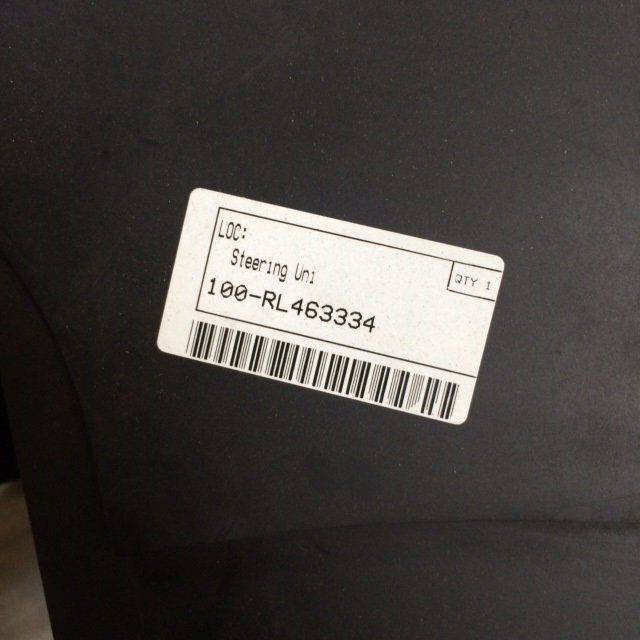 LOC:
Steering Uni
QTY 1
100-RL463334